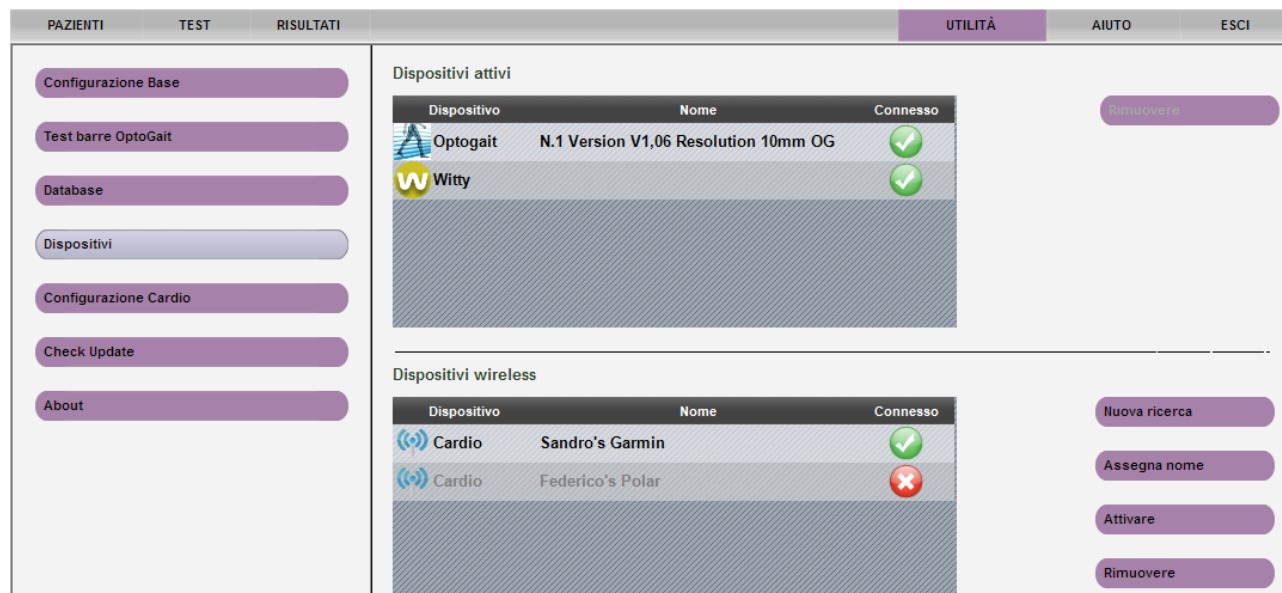 PAZIENTI TEST RISULTATI UTILITÀ AIUTO ESCI
Configurazione Base
Test barre OptoGait
Database
Dispositivi
Configurazione Cardio
Check Update
About
Dispositivi attivi
Dispositivo Nome Connesso
Optogait N.1 Version V1,06 Resolution 10mm OG
W Witty
Rimuovere
Dispositivi wireless
Dispositivo Nome Connesso
Cardio Sandro's Garmin
Cardio Federico's Polar
Nuova ricerca
Assegna nome
Attivare
Rimuovere